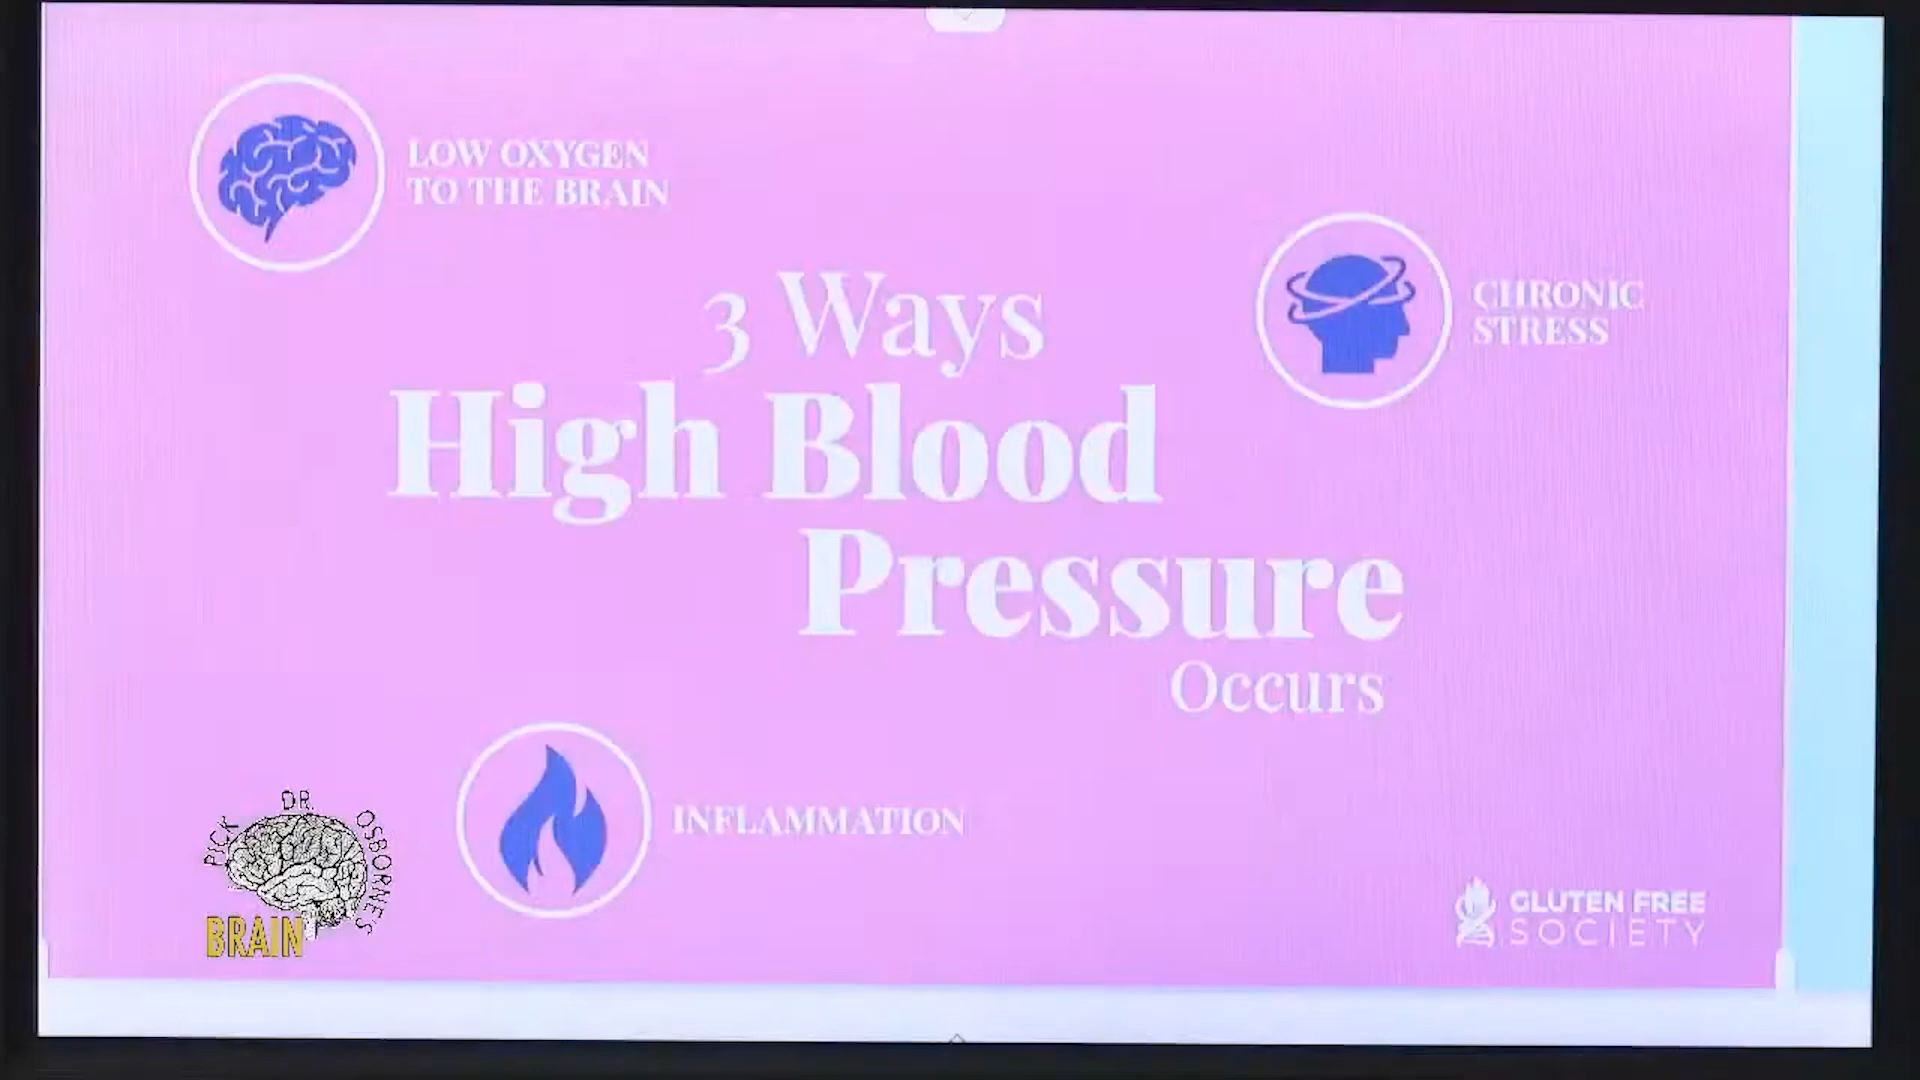 LOW OXYGEN
TO THE BRAIN
3 Ways
High Blood
Pressure
Occurs
CHRONIC
STRESS
INFLAMMATION
PICK DR. OSBORNE'S
BRAIN
GLUTEN FREE
SOCIETY